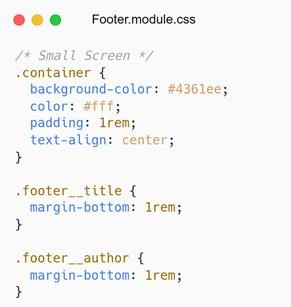 Footer.module.css
/* Small Screen */
.container {
  background-color: #4361ee;
  color: #fff;
  padding: 1rem;
  text-align: center;
}
.footer__title {
  margin-bottom: 1rem;
}
.footer__author {
  margin-bottom: 1rem;
}